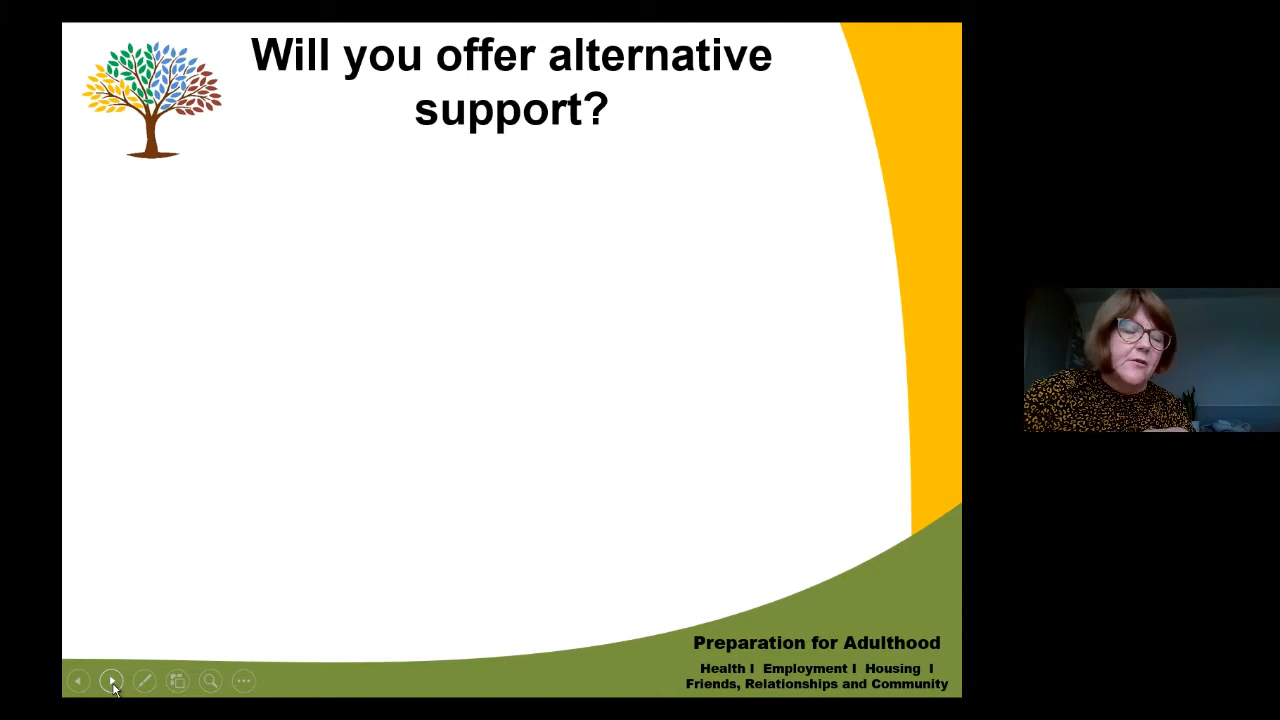 Will you offer alternative
support?
Preparation for Adulthood
Health I Employment I Housing I
Friends, Relationships and Community